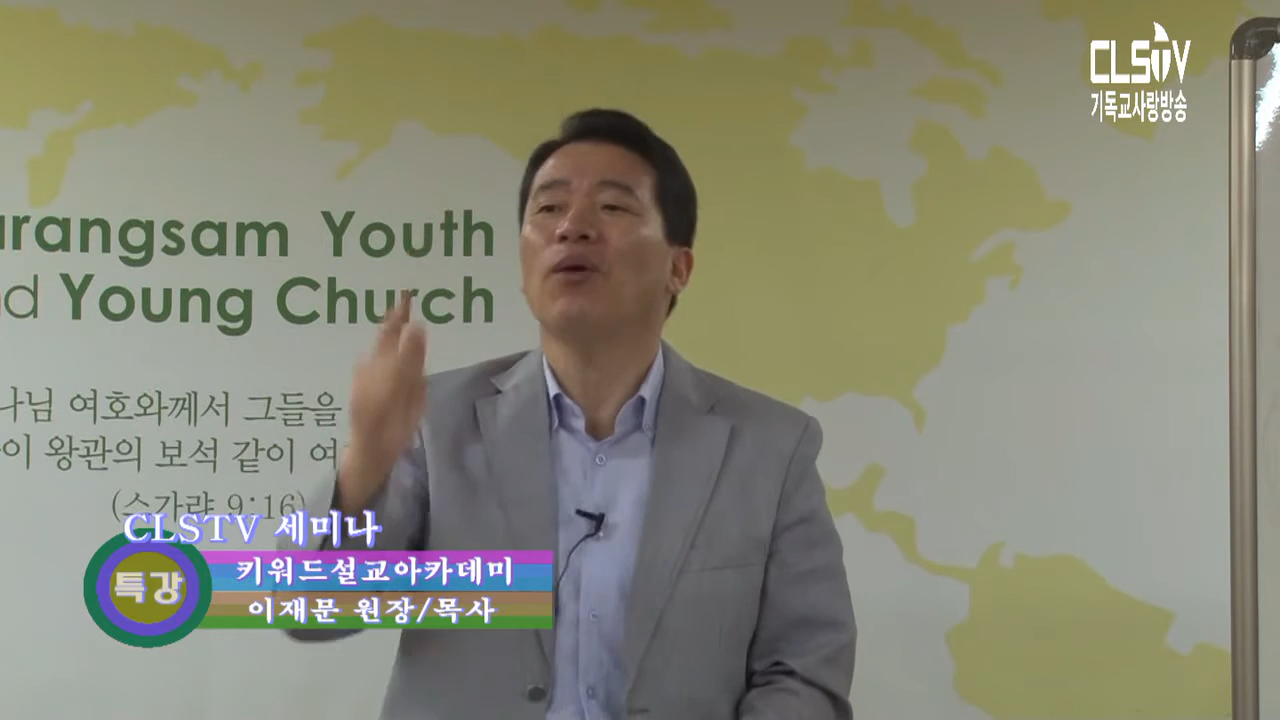 CLSTV
기독교사랑방송
arangsam Youth
nd Young Church
나님 여호와께서 그들을
이 왕관의 보석 같이 여
(스가랴 9:16)
CLSTV 세미나
특강
키워드설교아카데미
이재문 원장/목사